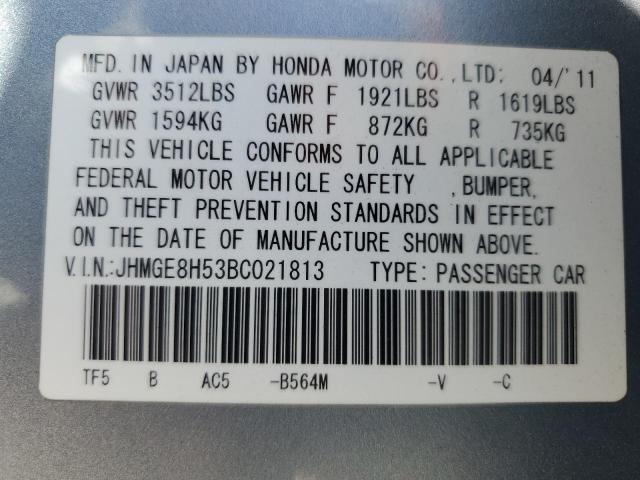 MFD. IN JAPAN BY HONDA MOTOR CO.,LTD: 04/'11
GVWR 3512LBS GAWR F 1921LBS R 1619LBS
GVWR 1594KG GAWR F 872KG R 735KG
THIS VEHICLE CONFORMS TO ALL APPLICABLE
FEDERAL MOTOR VEHICLE SAFETY ,BUMPER,
AND THEFT PREVENTION STANDARDS IN EFFECT
ON THE DATE OF MANUFACTURE SHOWN ABOVE.
V.I.N.:JHMGE8H53BC021813 TYPE: PASSENGER CAR
TF5 B AC5 -B564M -V -C